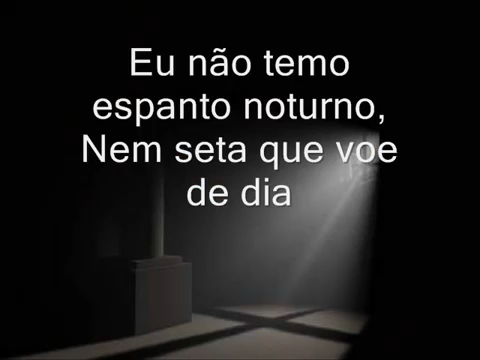 Eu não temo
espanto noturno,
Nem seta que voe
de dia